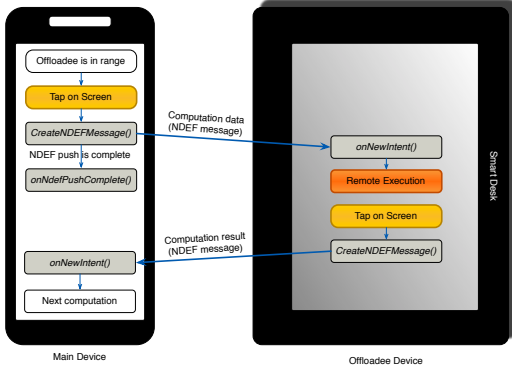 Offloadee is in range
Tap on Screen
CreateNDEFMessage()
NDEF push is complete
onNdefPushComplete()
onNewIntent()
Next computation
Main Device
Computation data
(NDEF message)
Computation result
(NDEF message)
onNewIntent()
Remote Execution
Tap on Screen
CreateNDEFMessage()
Smart Desk
Offloadee Device